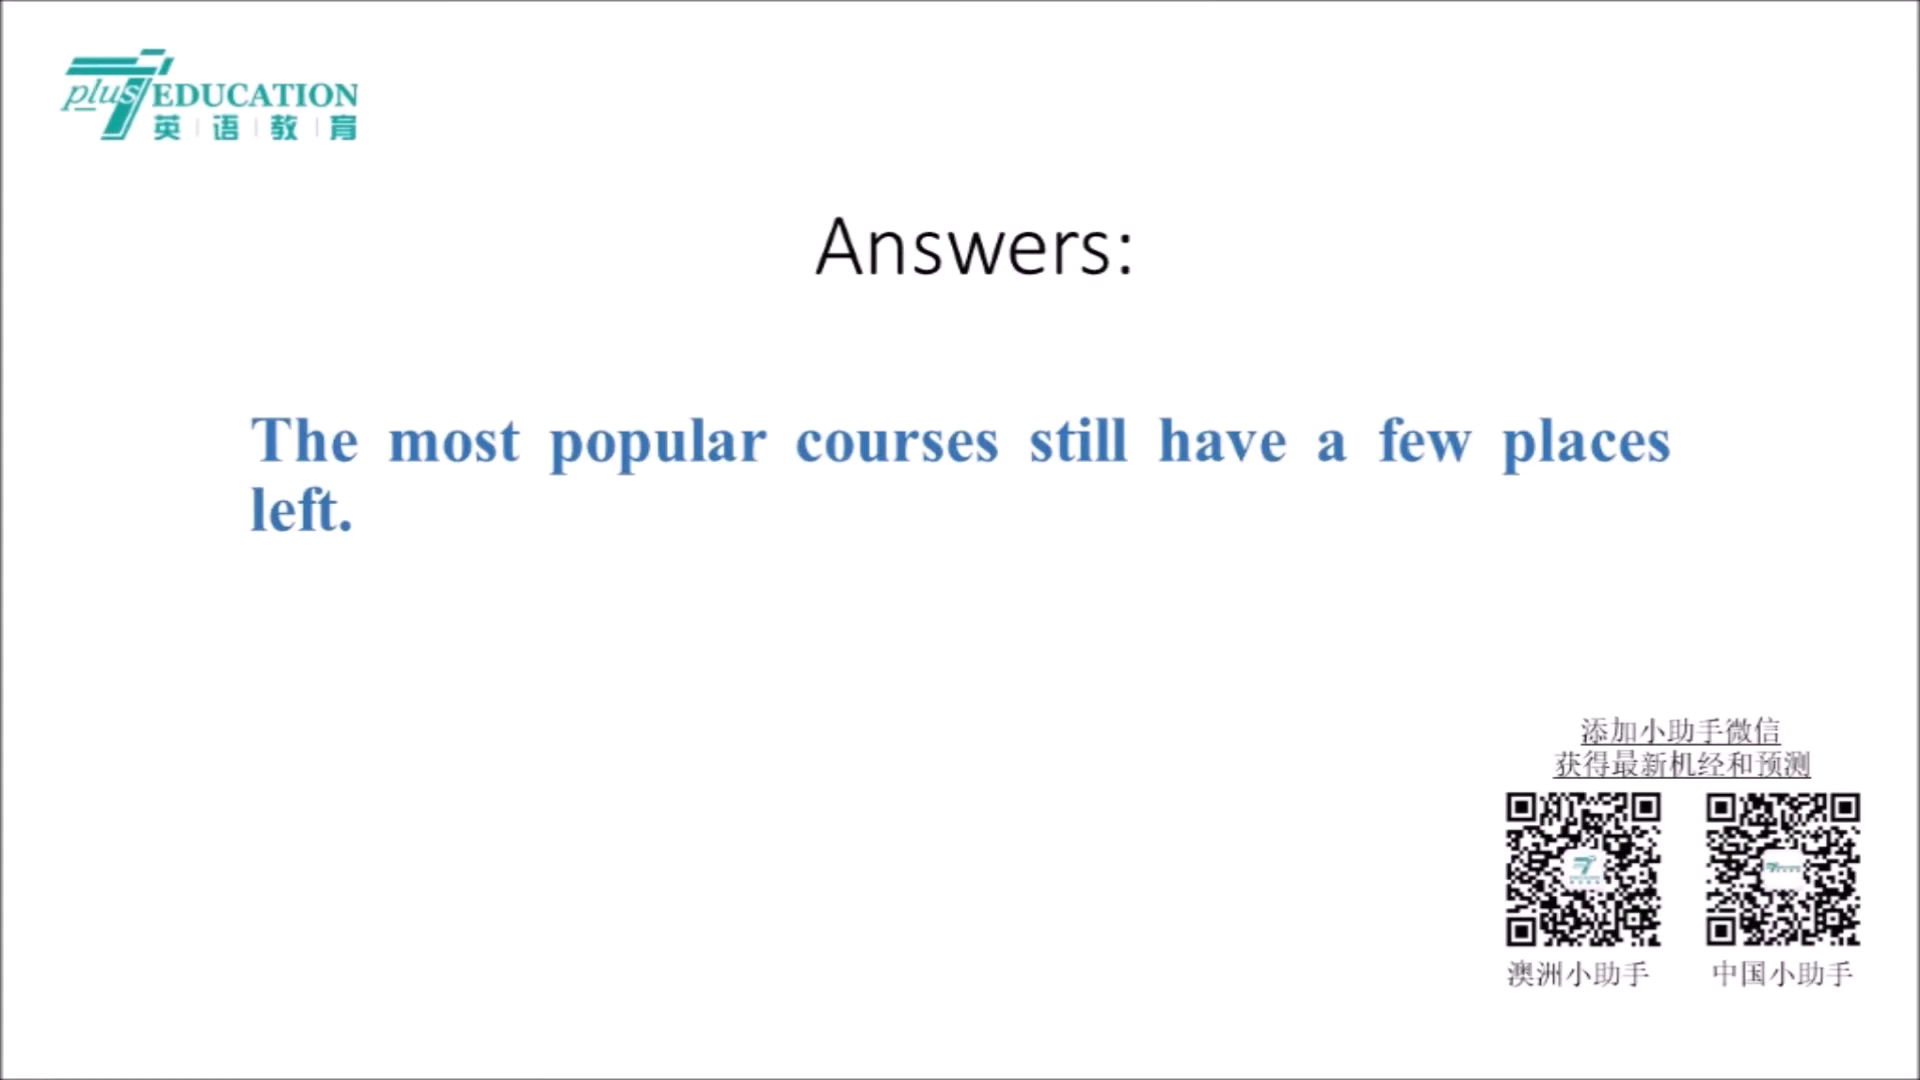 plus 7 EDUCATION
英|语|教|育
Answers:
The most popular courses still have a few places
left.
添加小助手微信
获得最新机经和预测
澳洲小助手 中国小助手